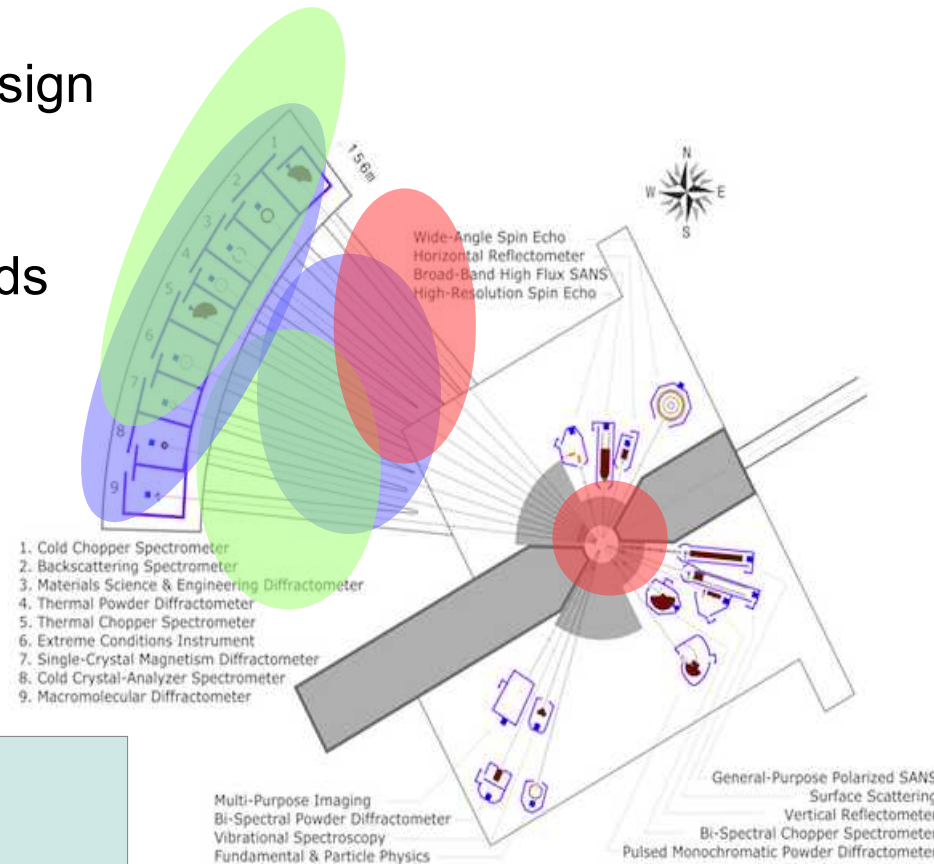 sign
ds
156m
N
W
E
S
Wide-Angle Spin Echo
Horizontal Reflectometer
Broad-Band High Flux SANS
High-Resolution Spin Echo
1
2
3
4
5
6
7
8
9
1. Cold Chopper Spectrometer
2. Backscattering Spectrometer
3. Materials Science & Engineering Diffractometer
4. Thermal Powder Diffractometer
5. Thermal Chopper Spectrometer
6. Extreme Conditions Instrument
7. Single-Crystal Magnetism Diffractometer
8. Cold Crystal-Analyzer Spectrometer
9. Macromolecular Diffractometer
Multi-Purpose Imaging
Bi-Spectral Powder Diffractometer
Vibrational Spectroscopy
Fundamental & Particle Physics
General-Purpose Polarized SANS
Surface Scattering
Vertical Reflectometer
Bi-Spectral Chopper Spectrometer
Pulsed Monochromatic Powder Diffractometer